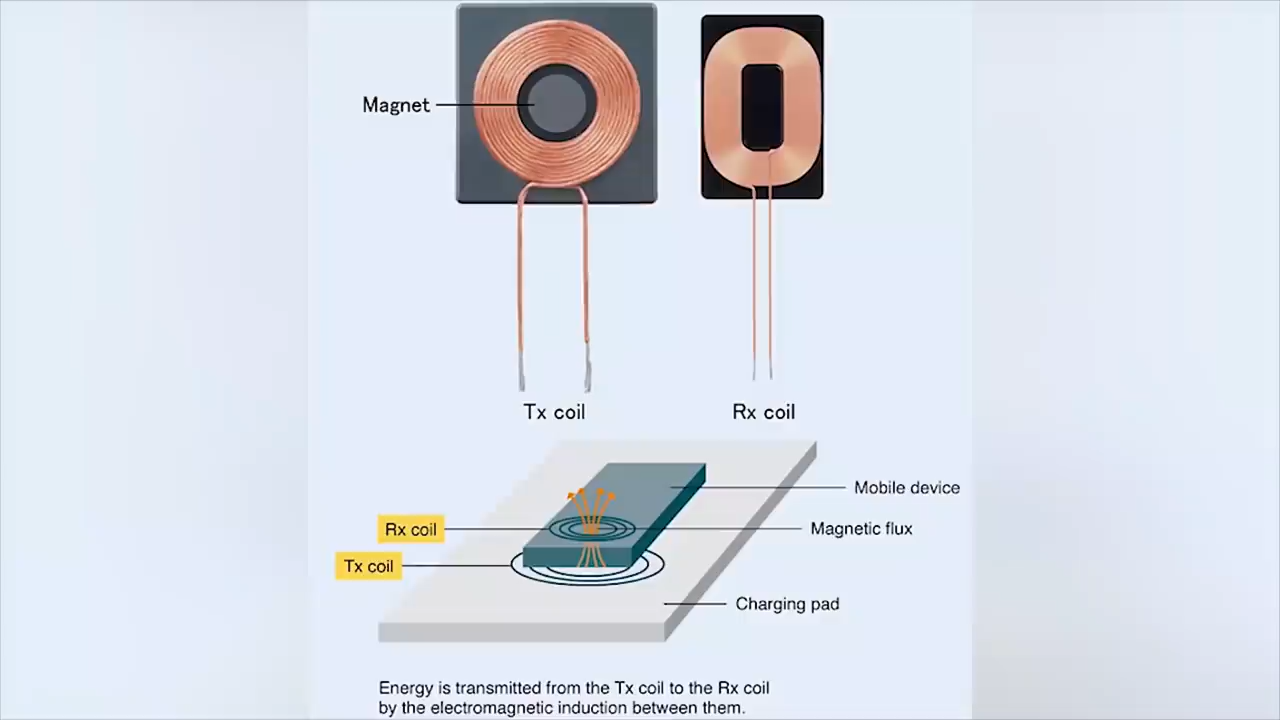 Magnet
Tx coil
Rx coil
Mobile device
Rx coil
Magnetic flux
Tx coil
Charging pad
Energy is transmitted from the Tx coil to the Rx coil
by the electromagnetic induction between them.